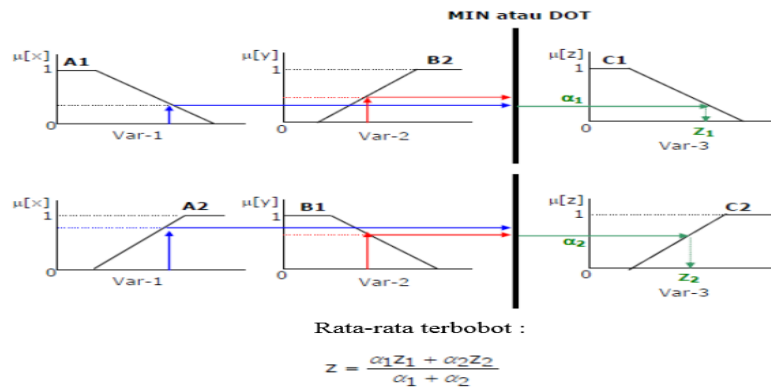 MIN atau DOT
μ[x] A1 μ[y] B2 μ[z] C1
1 1 1
α₁
0 0 0
Var-1 Var-2 Z₁
Var-3
μ[x] A2 μ[y] B1 μ[z] C2
1 1 1
α₂
0 0 0
Var-1 Var-2 Z₂
Var-3
Rata-rata terbobot :
z = (α₁z₁ + α₂z₂) / (α₁ + α₂)